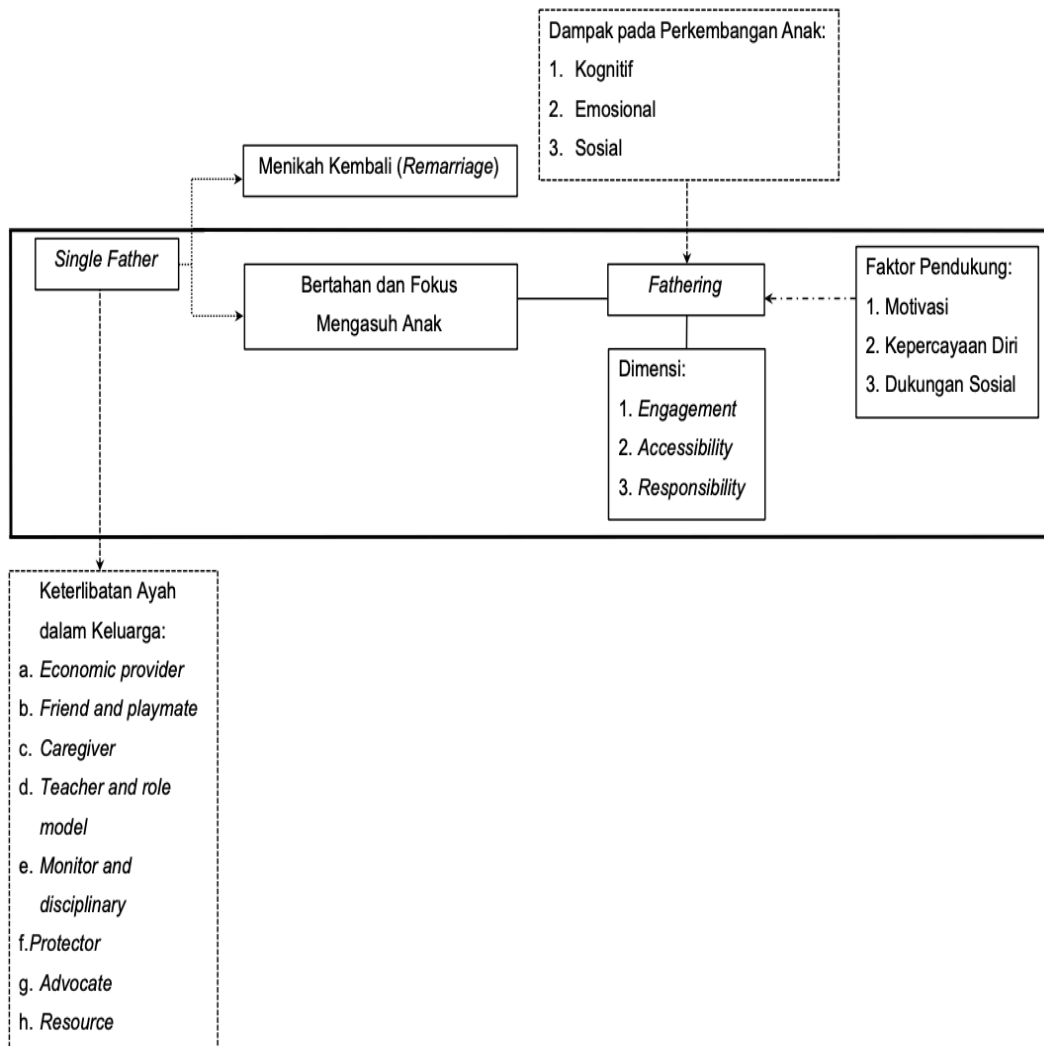 Dampak pada Perkembangan Anak:
1. Kognitif
2. Emosional
3. Sosial
Menikah Kembali (Remarriage)
Single Father
Bertahan dan Fokus
Mengasuh Anak
Fathering
Faktor Pendukung:
1. Motivasi
2. Kepercayaan Diri
3. Dukungan Sosial
Dimensi:
1. Engagement
2. Accessibility
3. Responsibility
Keterlibatan Ayah
dalam Keluarga:
a. Economic provider
b. Friend and playmate
c. Caregiver
d. Teacher and role
model
e. Monitor and
disciplinary
f.Protector
g. Advocate
h. Resource